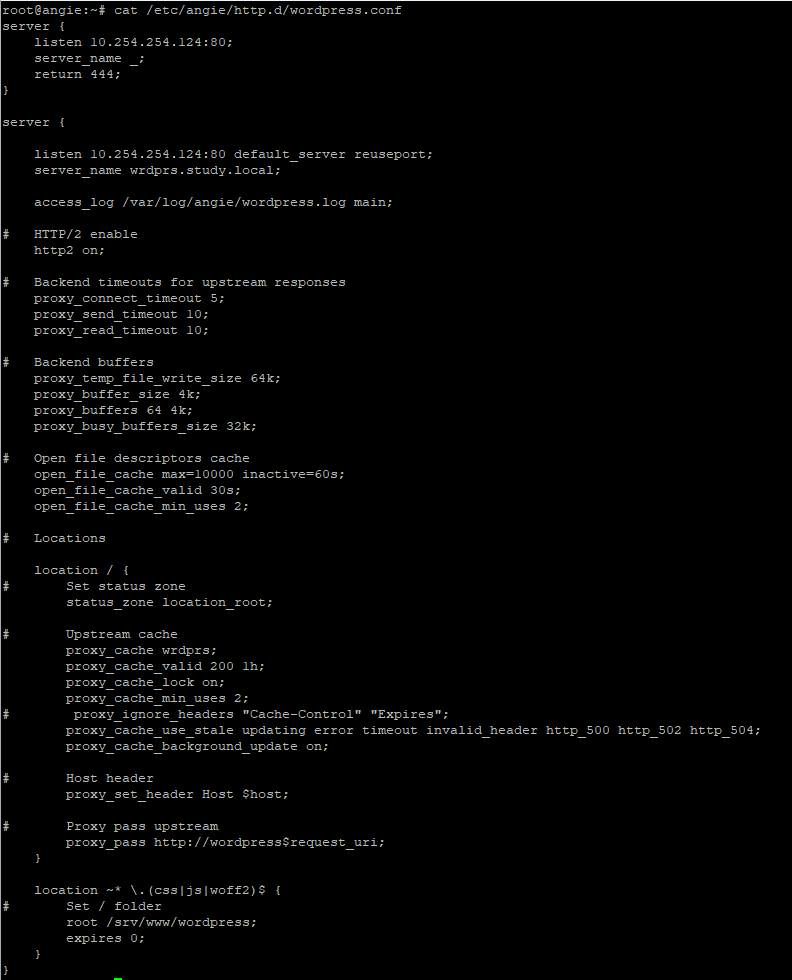 root@angie:~# cat /etc/angie/http.d/wordpress.conf
server {
    listen 10.254.254.124:80;
    server_name _;
    return 444;
}

server {

    listen 10.254.254.124:80 default_server reuseport;
    server_name wrdprs.study.local;

    access_log /var/log/angie/wordpress.log main;

#   HTTP/2 enable
    http2 on;

#   Backend timeouts for upstream responses
    proxy_connect_timeout 5;
    proxy_send_timeout 10;
    proxy_read_timeout 10;

#   Backend buffers
    proxy_temp_file_write_size 64k;
    proxy_buffer_size 4k;
    proxy_buffers 64 4k;
    proxy_busy_buffers_size 32k;

#   Open file descriptors cache
    open_file_cache max=10000 inactive=60s;
    open_file_cache_valid 30s;
    open_file_cache_min_uses 2;

#   Locations

    location / {
#       Set status zone
        status_zone location_root;

#       Upstream cache
        proxy_cache wrdprs;
        proxy_cache_valid 200 1h;
        proxy_cache_lock on;
        proxy_cache_min_uses 2;
#        proxy_ignore_headers "Cache-Control" "Expires";
        proxy_cache_use_stale updating error timeout invalid_header http_500 http_502 http_504;
        proxy_cache_background_update on;

#       Host header
        proxy_set_header Host $host;

#       Proxy pass upstream
        proxy_pass http://wordpress$request_uri;
    }

    location ~* \.(css|js|woff2)$ {
#       Set / folder
        root /srv/www/wordpress;
        expires 0;
    }
}